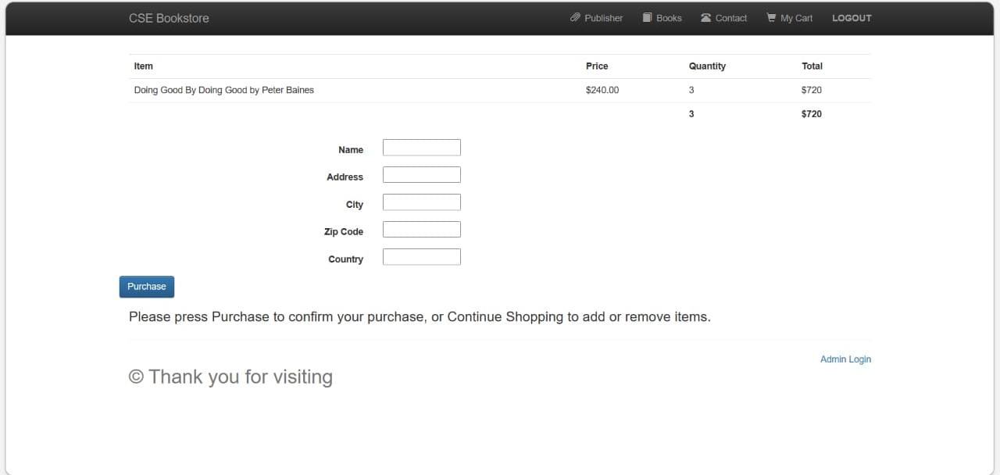 CSE Bookstore Publisher Books Contact My Cart LOGOUT
Item Price Quantity Total
Doing Good By Doing Good by Peter Baines $240.00 3 $720
3 $720
Name
Address
City
Zip Code
Country
Purchase
Please press Purchase to confirm your purchase, or Continue Shopping to add or remove items.
Admin Login
© Thank you for visiting